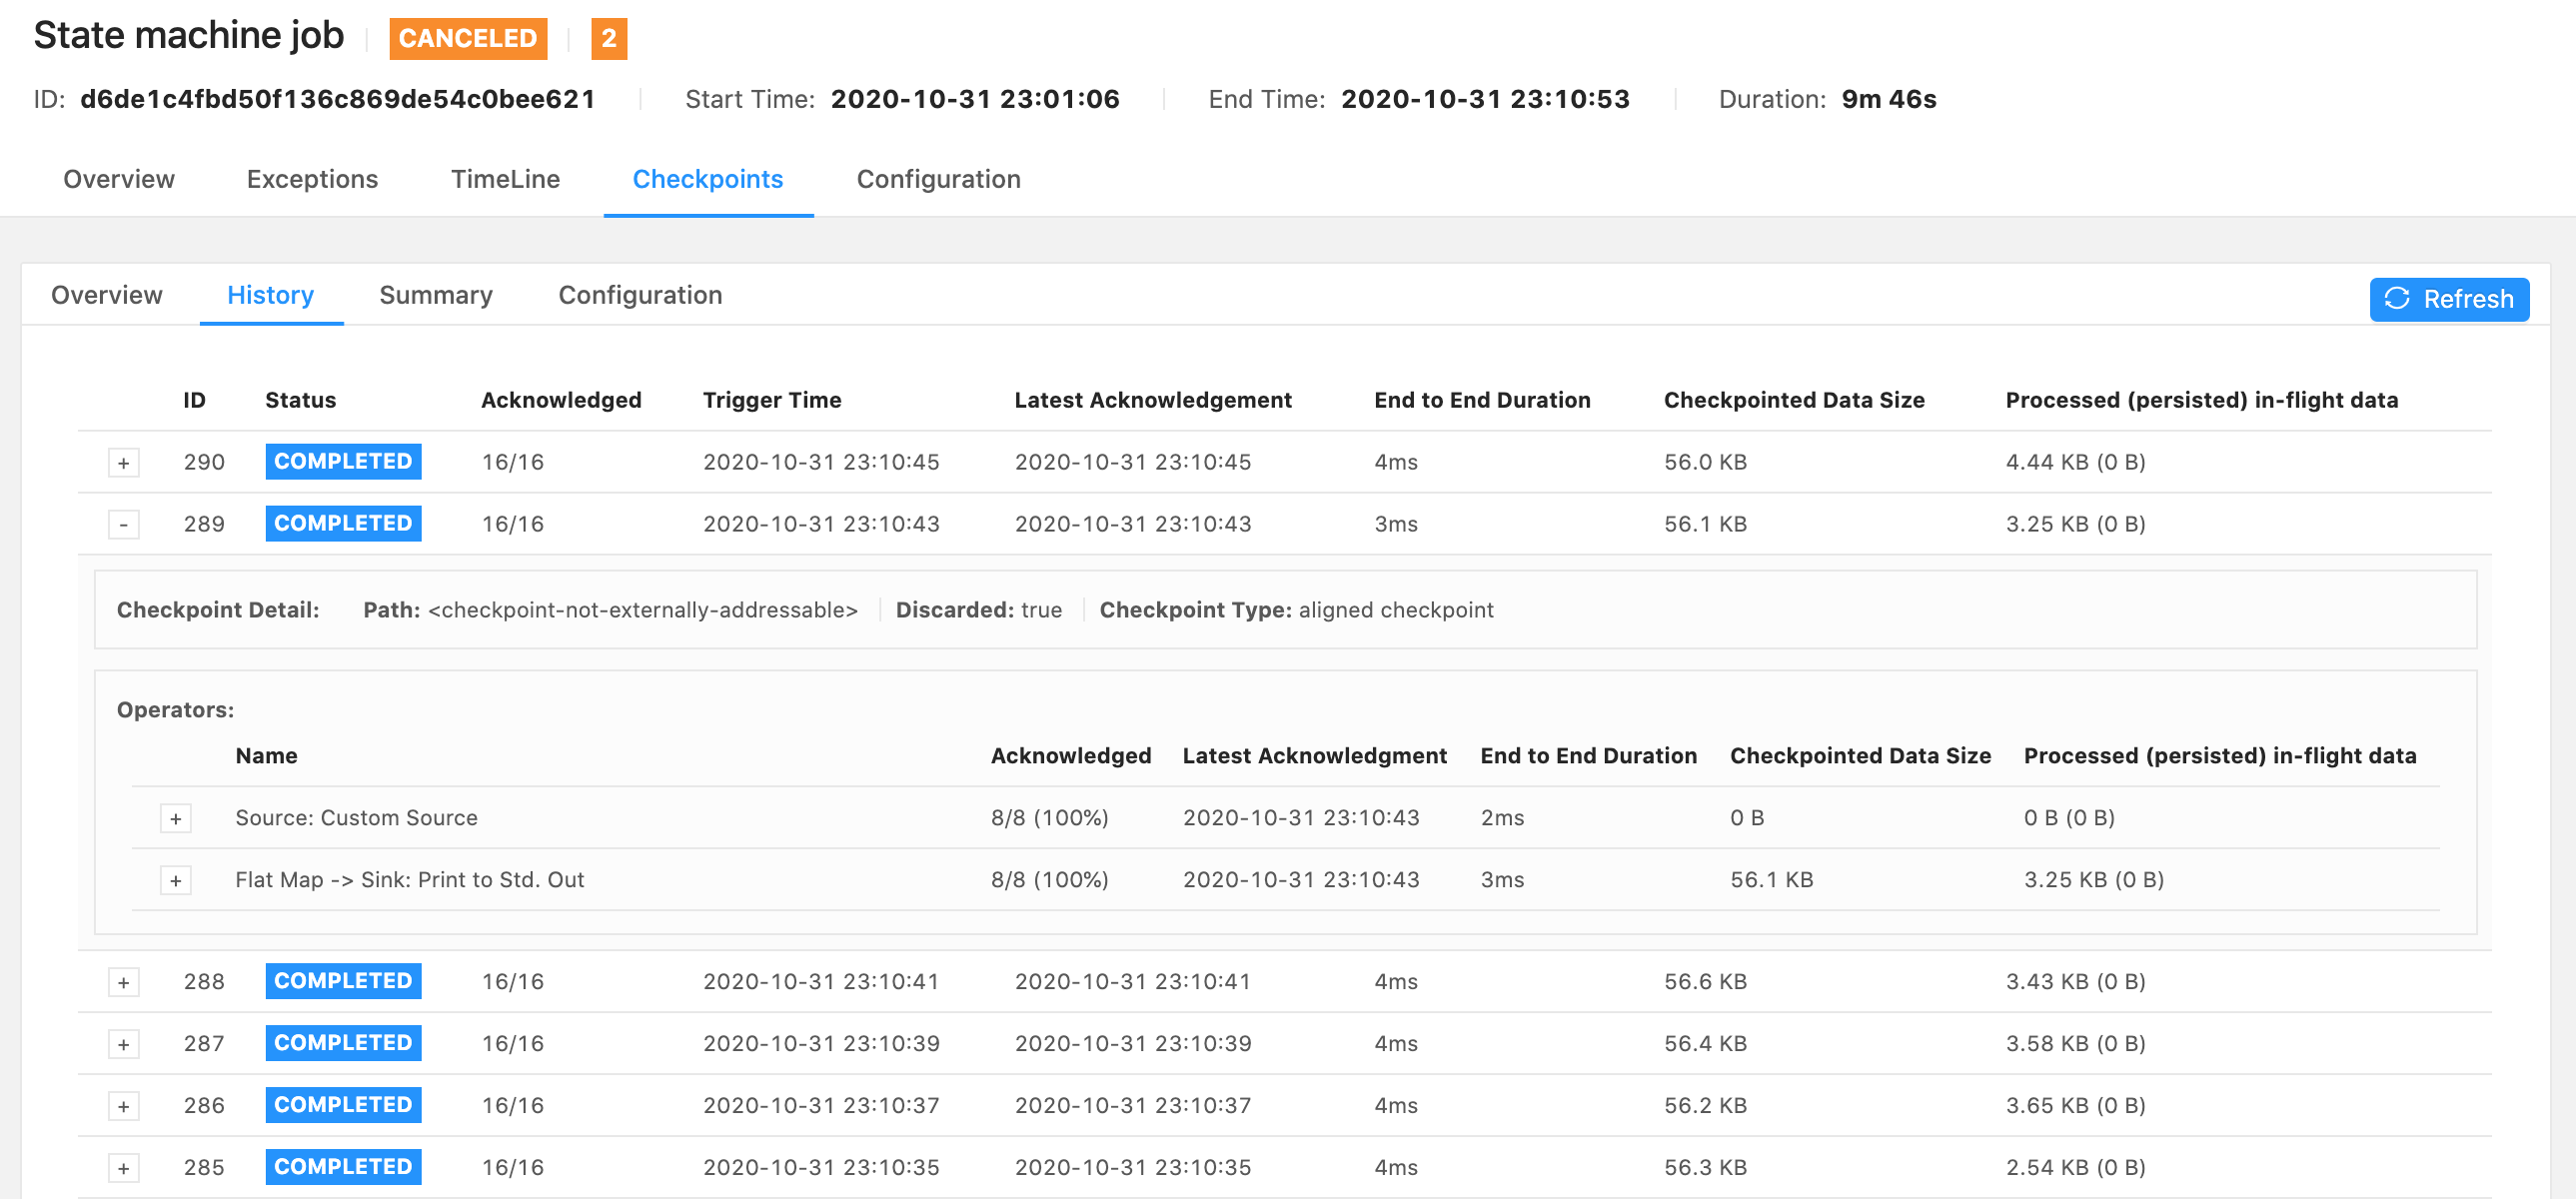 State machine job CANCELED 2
ID: d6de1c4fbd50f136c869de54c0bee621 Start Time: 2020-10-31 23:01:06 End Time: 2020-10-31 23:10:53 Duration: 9m 46s
Overview Exceptions TimeLine Checkpoints Configuration
Overview History Summary Configuration Refresh
ID Status Acknowledged Trigger Time Latest Acknowledgement End to End Duration Checkpointed Data Size Processed (persisted) in-flight data
+ 290 COMPLETED 16/16 2020-10-31 23:10:45 2020-10-31 23:10:45 4ms 56.0 KB 4.44 KB (0 B)
- 289 COMPLETED 16/16 2020-10-31 23:10:43 2020-10-31 23:10:43 3ms 56.1 KB 3.25 KB (0 B)
Checkpoint Detail: Path: <checkpoint-not-externally-addressable> Discarded: true Checkpoint Type: aligned checkpoint
Operators:
Name Acknowledged Latest Acknowledgment End to End Duration Checkpointed Data Size Processed (persisted) in-flight data
+ Source: Custom Source 8/8 (100%) 2020-10-31 23:10:43 2ms 0 B 0 B (0 B)
+ Flat Map -> Sink: Print to Std. Out 8/8 (100%) 2020-10-31 23:10:43 3ms 56.1 KB 3.25 KB (0 B)
+ 288 COMPLETED 16/16 2020-10-31 23:10:41 2020-10-31 23:10:41 4ms 56.6 KB 3.43 KB (0 B)
+ 287 COMPLETED 16/16 2020-10-31 23:10:39 2020-10-31 23:10:39 4ms 56.4 KB 3.58 KB (0 B)
+ 286 COMPLETED 16/16 2020-10-31 23:10:37 2020-10-31 23:10:37 4ms 56.2 KB 3.65 KB (0 B)
+ 285 COMPLETED 16/16 2020-10-31 23:10:35 2020-10-31 23:10:35 4ms 56.3 KB 2.54 KB (0 B)